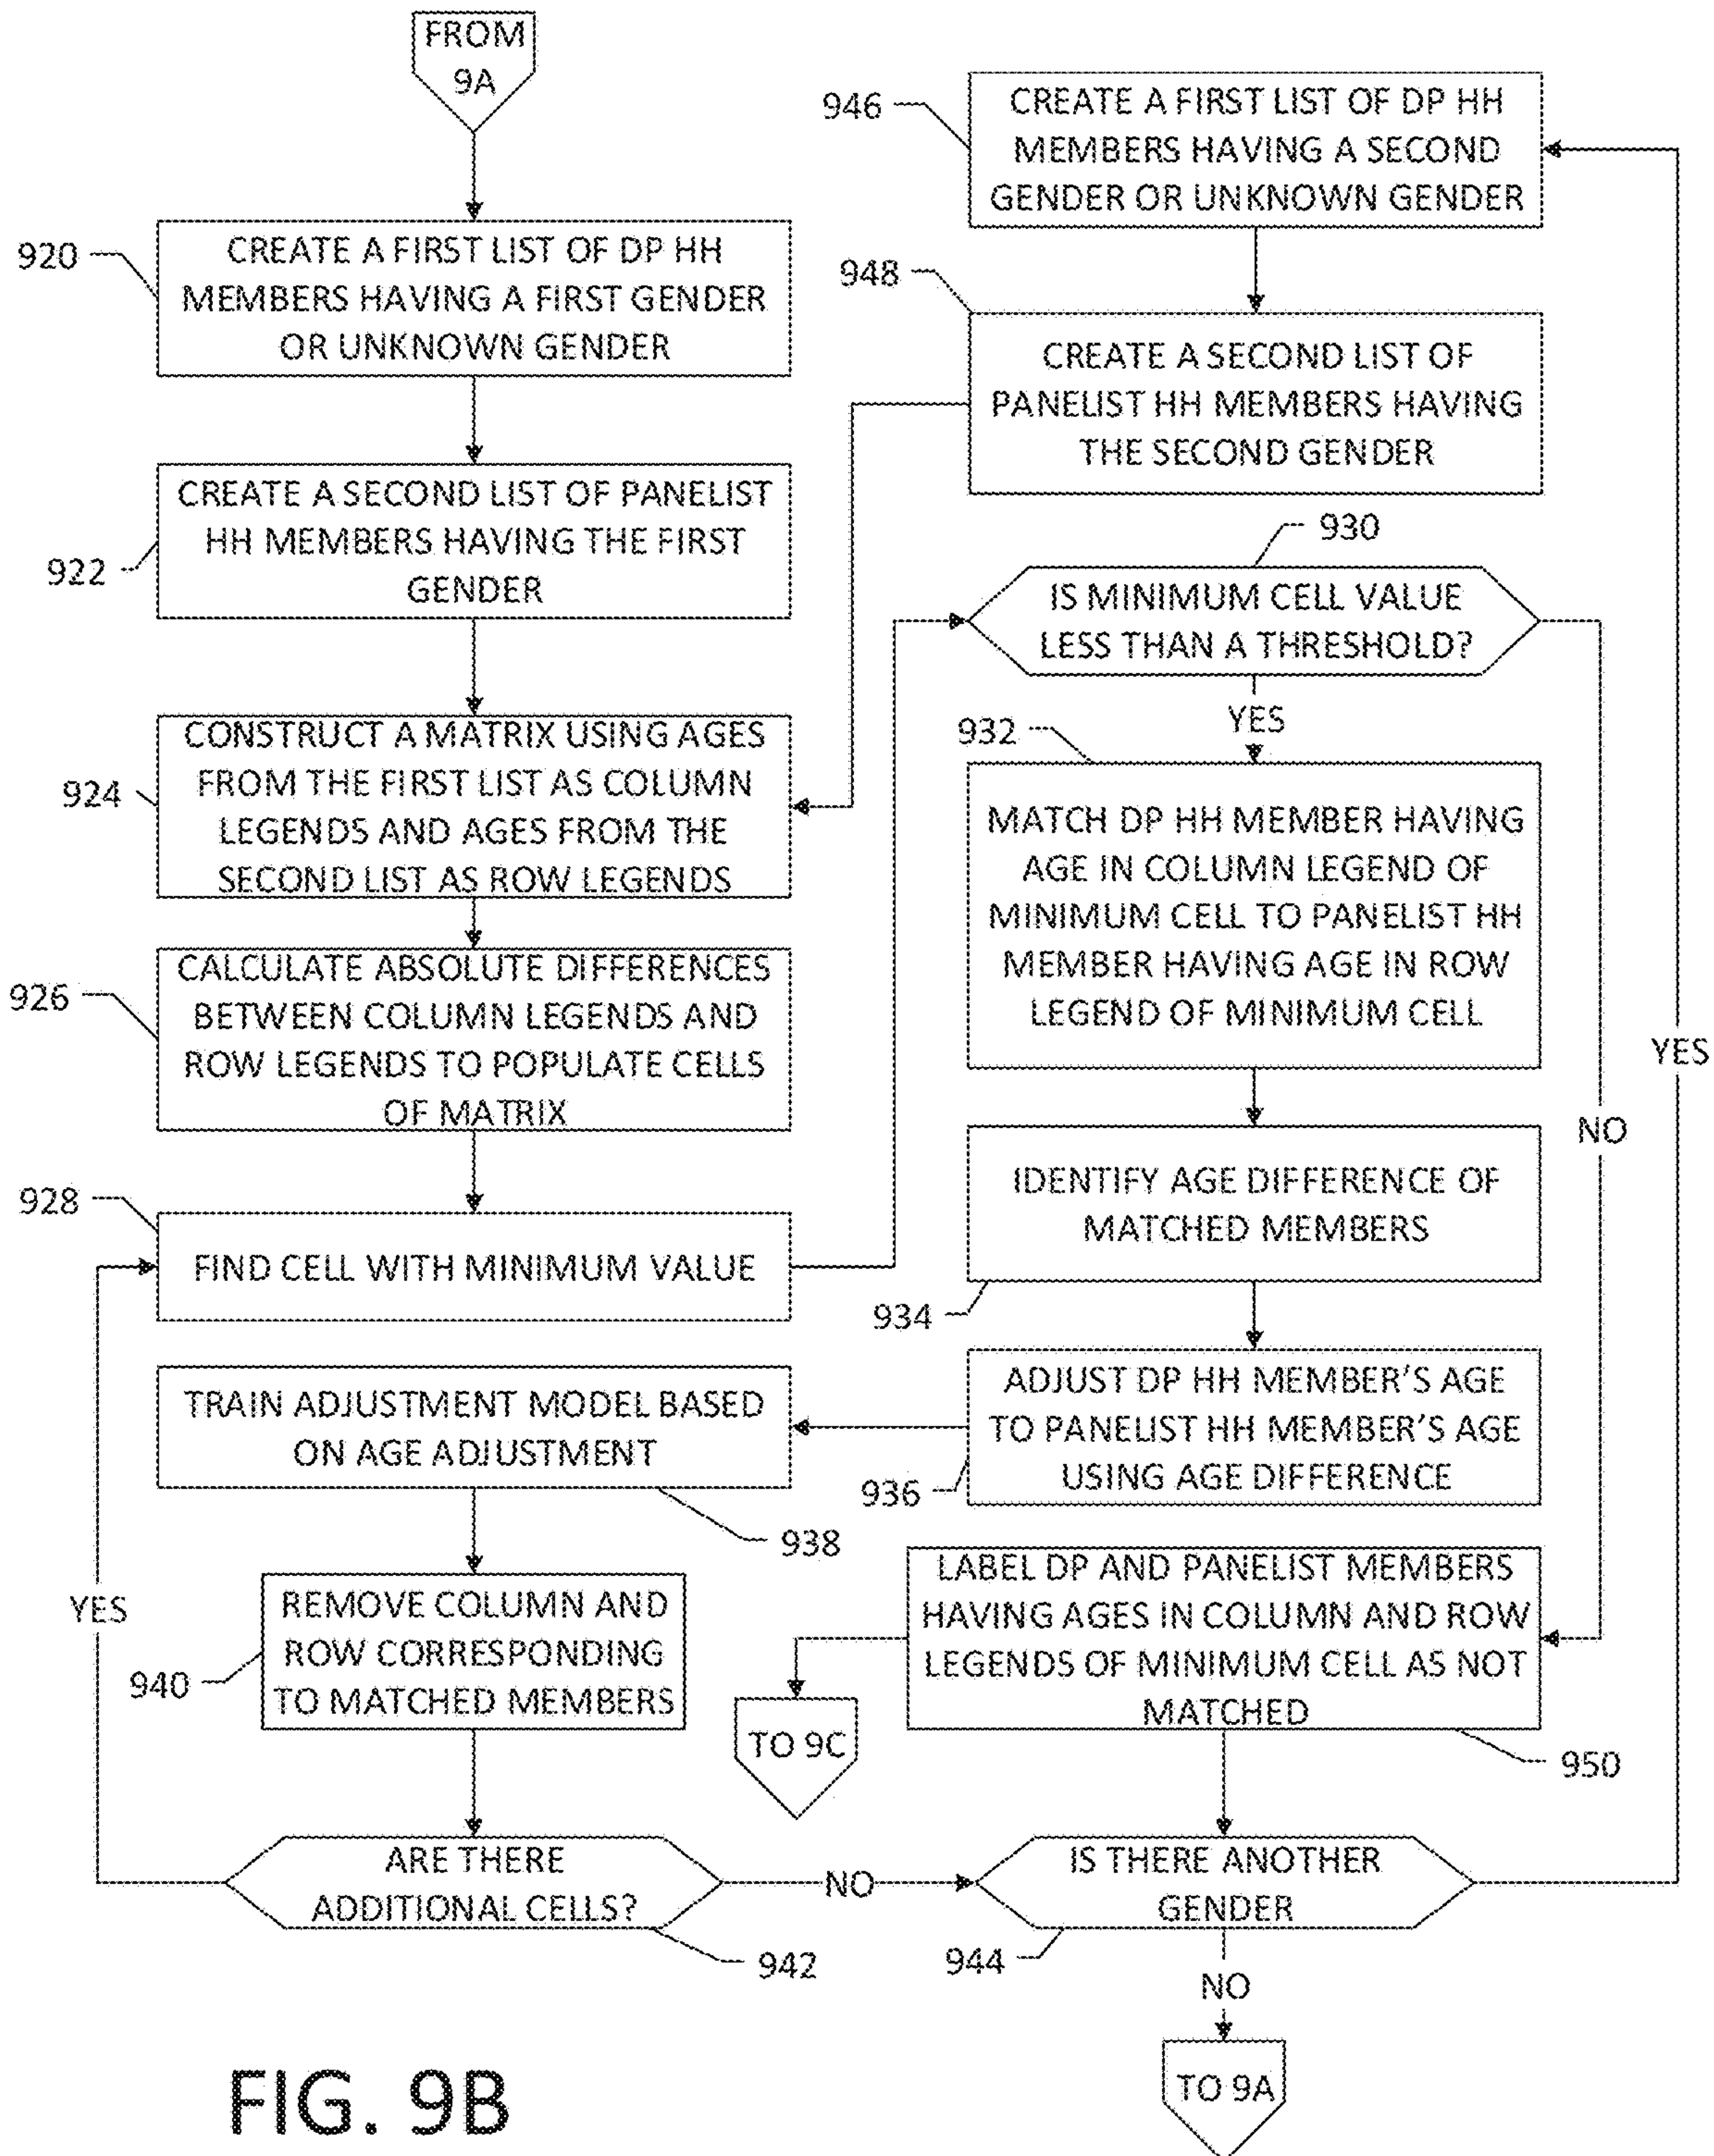 FROM
9A
920
CREATE A FIRST LIST OF DP HH
MEMBERS HAVING A FIRST GENDER
OR UNKNOWN GENDER
922
CREATE A SECOND LIST OF PANELIST
HH MEMBERS HAVING THE FIRST
GENDER
924
CONSTRUCT A MATRIX USING AGES
FROM THE FIRST LIST AS COLUMN
LEGENDS AND AGES FROM THE
SECOND LIST AS ROW LEGENDS
926
CALCULATE ABSOLUTE DIFFERENCES
BETWEEN COLUMN LEGENDS AND
ROW LEGENDS TO POPULATE CELLS
OF MATRIX
928
FIND CELL WITH MINIMUM VALUE
946
CREATE A FIRST LIST OF DP HH
MEMBERS HAVING A SECOND
GENDER OR UNKNOWN GENDER
948
CREATE A SECOND LIST OF
PANELIST HH MEMBERS HAVING
THE SECOND GENDER
930
IS MINIMUM CELL VALUE
LESS THAN A THRESHOLD?
YES
932
MATCH DP HH MEMBER HAVING
AGE IN COLUMN LEGEND OF
MINIMUM CELL TO PANELIST HH
MEMBER HAVING AGE IN ROW
LEGEND OF MINIMUM CELL
YES
NO
IDENTIFY AGE DIFFERENCE OF
MATCHED MEMBERS
934
ADJUST DP HH MEMBER'S AGE
TO PANELIST HH MEMBER'S AGE
USING AGE DIFFERENCE
936
TRAIN ADJUSTMENT MODEL BASED
ON AGE ADJUSTMENT
938
REMOVE COLUMN AND
ROW CORRESPONDING
TO MATCHED MEMBERS
940
YES
LABEL DP AND PANELIST MEMBERS
HAVING AGES IN COLUMN AND ROW
LEGENDS OF MINIMUM CELL AS NOT
MATCHED
950
TO 9C
ARE THERE
ADDITIONAL CELLS?
942
NO
IS THERE ANOTHER
GENDER
944
NO
TO 9A
FIG. 9B